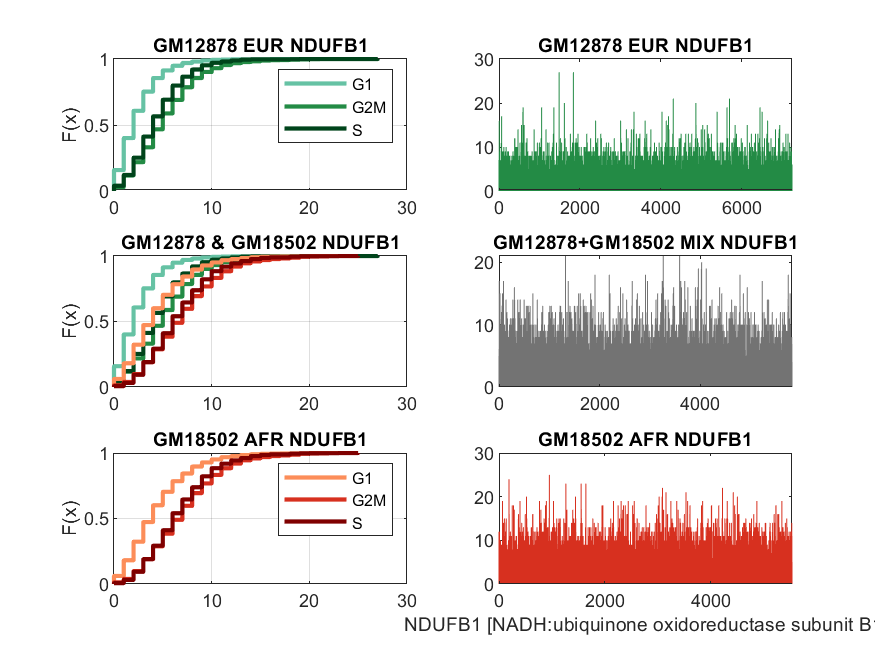 GM12878 EUR NDUFB1
F(x)
1
0.5
0
0 10 20 30
G1
G2M
S
GM12878 EUR NDUFB1
30
20
10
0
0 2000 4000 6000
GM12878 & GM18502 NDUFB1
F(x)
1
0.5
0
0 10 20 30
GM12878+GM18502 MIX NDUFB1
20
10
0
0 2000 4000
GM18502 AFR NDUFB1
F(x)
1
0.5
0
0 10 20 30
G1
G2M
S
GM18502 AFR NDUFB1
30
20
10
0
0 2000 4000
NDUFB1 [NADH:ubiquinone oxidoreductase subunit B1